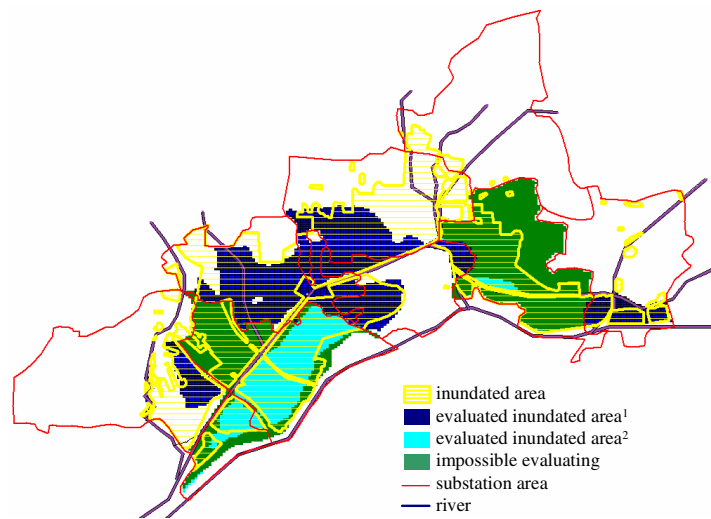 inundated area
evaluated inundated area¹
evaluated inundated area²
impossible evaluating
substation area
river